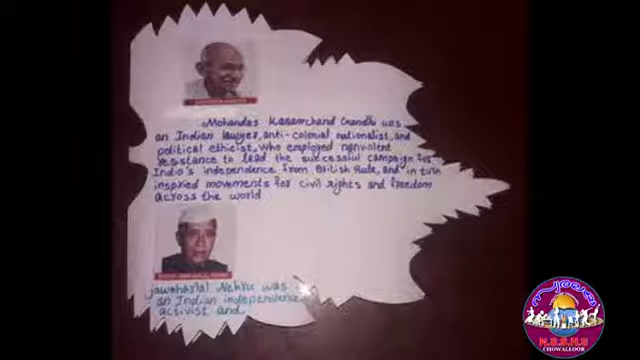 Mohandas Karamchand Gandhi was
an Indian lawyer, anti-colonial nationalist, and
political ethicist, who employed nonviolent
resistance to lead the successful campaign for
India's independence from British Rule, and in turn
inspired movements for civil rights and freedom
across the world
jawaharlal Nehru was
an Indian independence
activist and
N.S.S.H.S
CHOWALLOOR